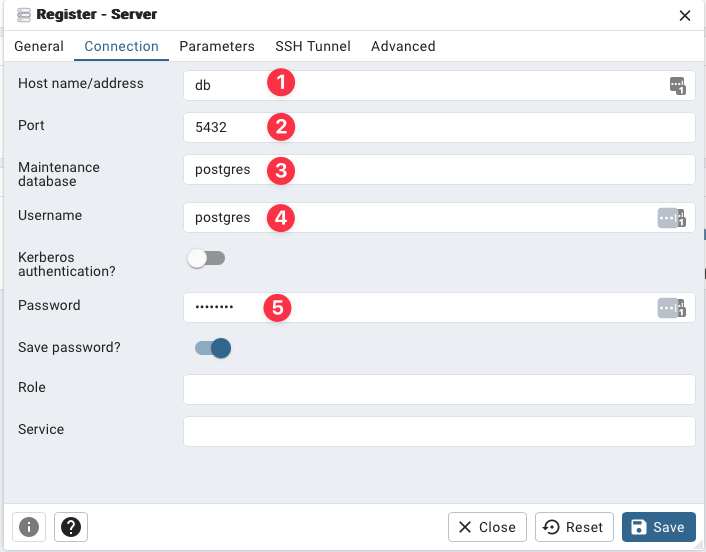 Register - Server
General Connection Parameters SSH Tunnel Advanced
Host name/address db 1
Port 5432 2
Maintenance
database postgres 3
Username postgres 4
Kerberos
authentication?
Password •••••••• 5
Save password?
Role
Service
i ? Close Reset Save